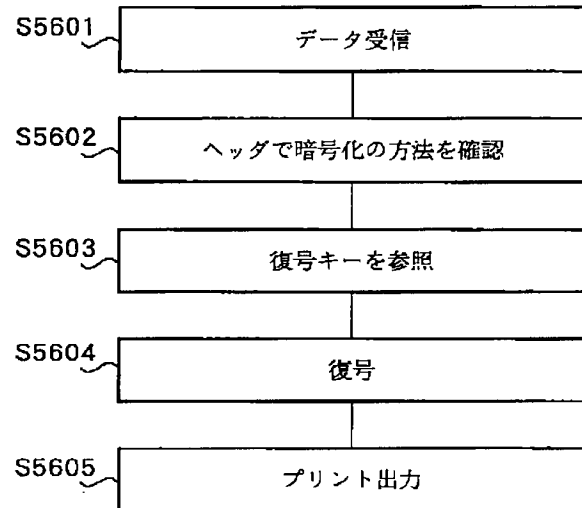 S5601
データ受信
S5602
ヘッダで暗号化の方法を確認
S5603
復号キーを参照
S5604
復号
S5605
プリント出力